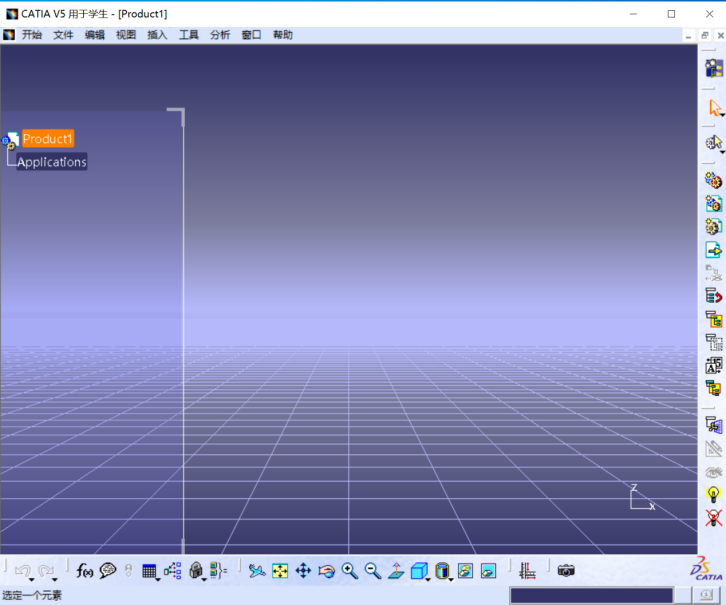 CATIA V5 用于学生 - [Product1]
开始 文件 编辑 视图 插入 工具 分析 窗口 帮助
Product1
Applications
z
x
f(x)
DS
CATIA
选定一个元素